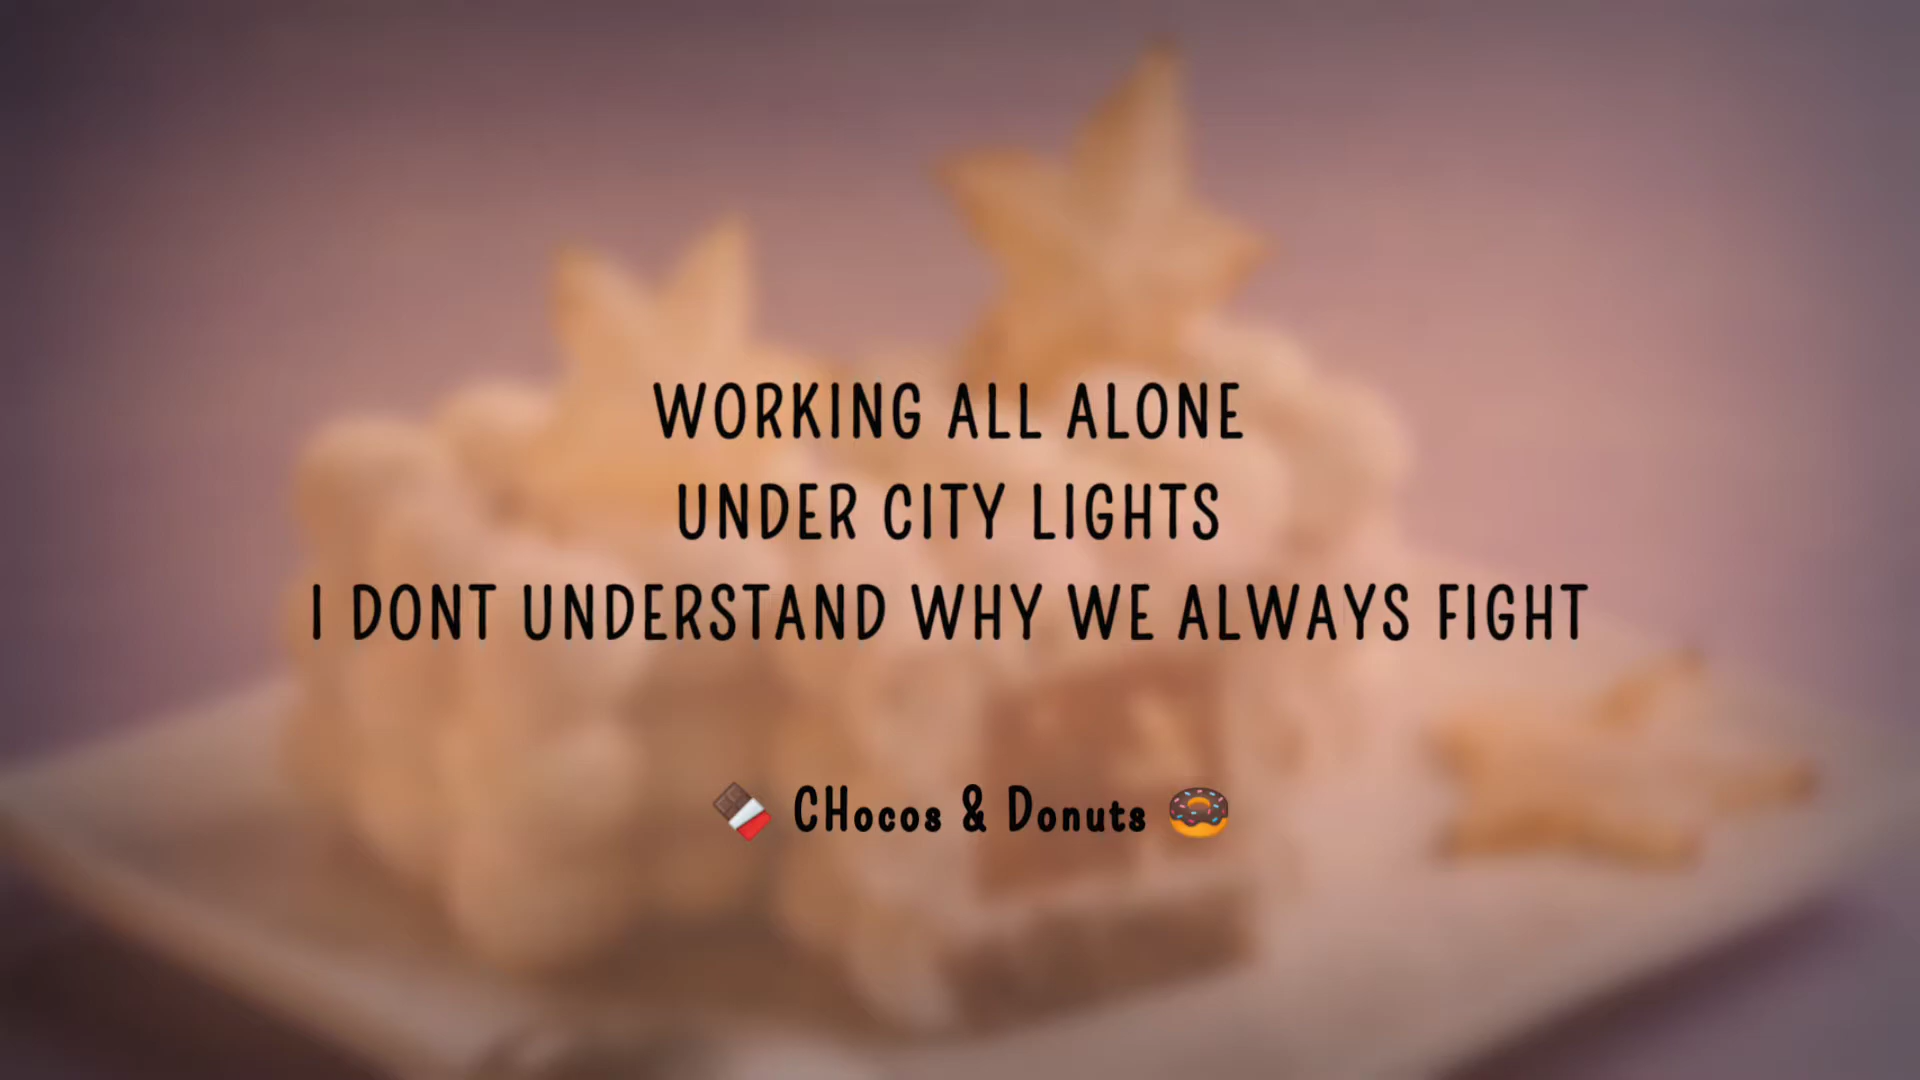 WORKING ALL ALONE
UNDER CITY LIGHTS
I DONT UNDERSTAND WHY WE ALWAYS FIGHT
🍫 CHocos & Donuts 🍩